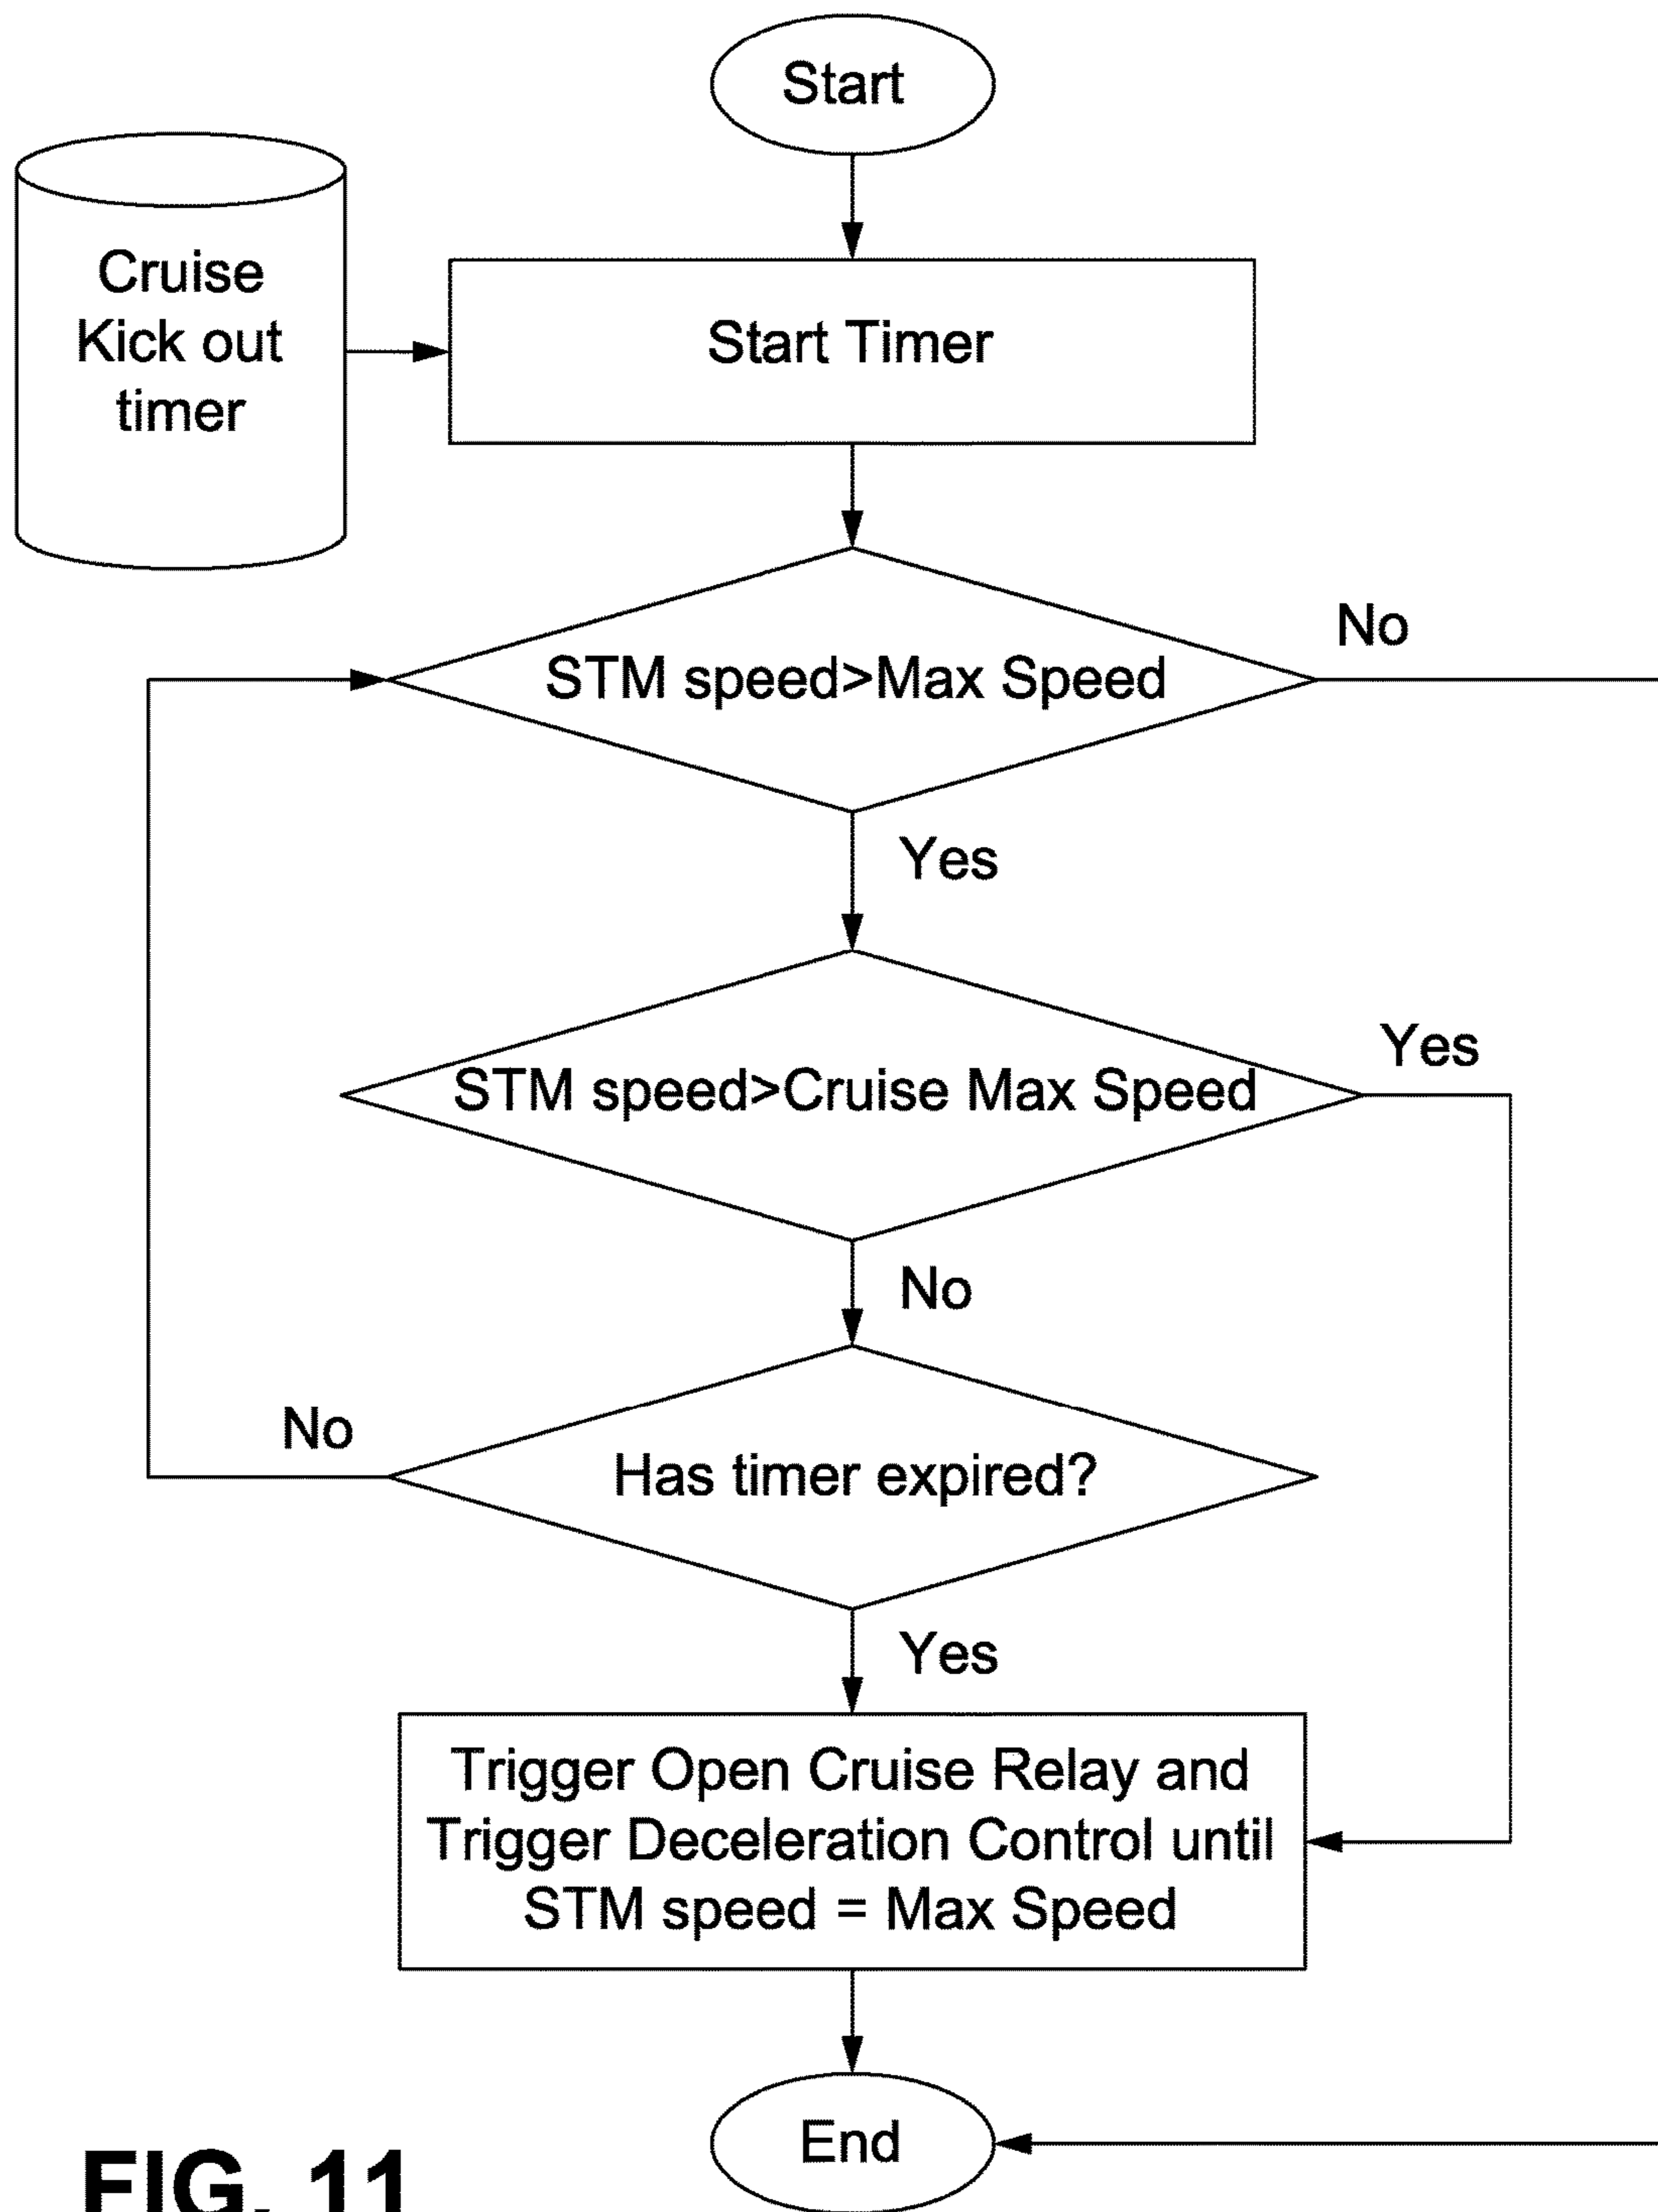 Start
Cruise
Kick out
timer
Start Timer
STM speed>Max Speed
No
Yes
STM speed>Cruise Max Speed
Yes
No
Has timer expired?
No
Yes
Trigger Open Cruise Relay and
Trigger Deceleration Control until
STM speed = Max Speed
End
FIG. 11